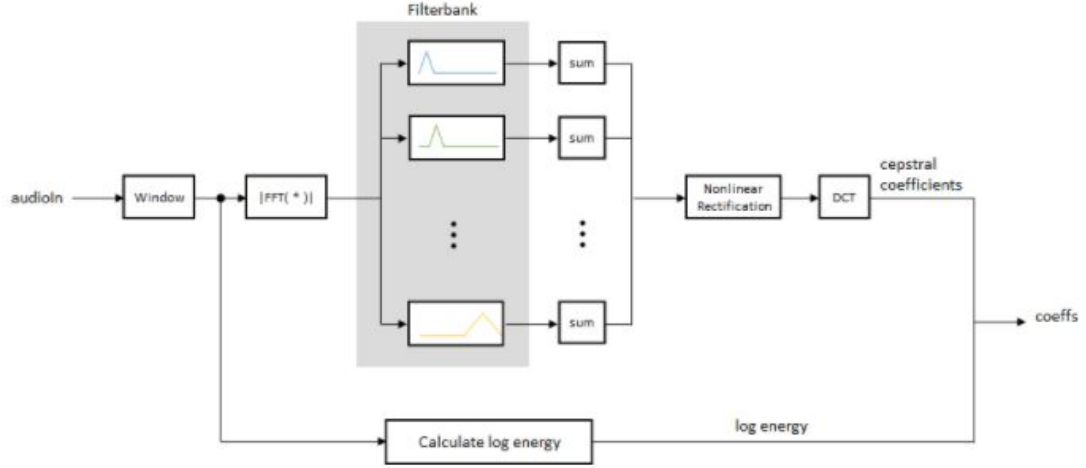 Filterbank
sum
sum
audioIn
Window
|FFT( * )|
Nonlinear
Rectification
DCT
cepstral
coefficients
sum
coeffs
Calculate log energy
log energy